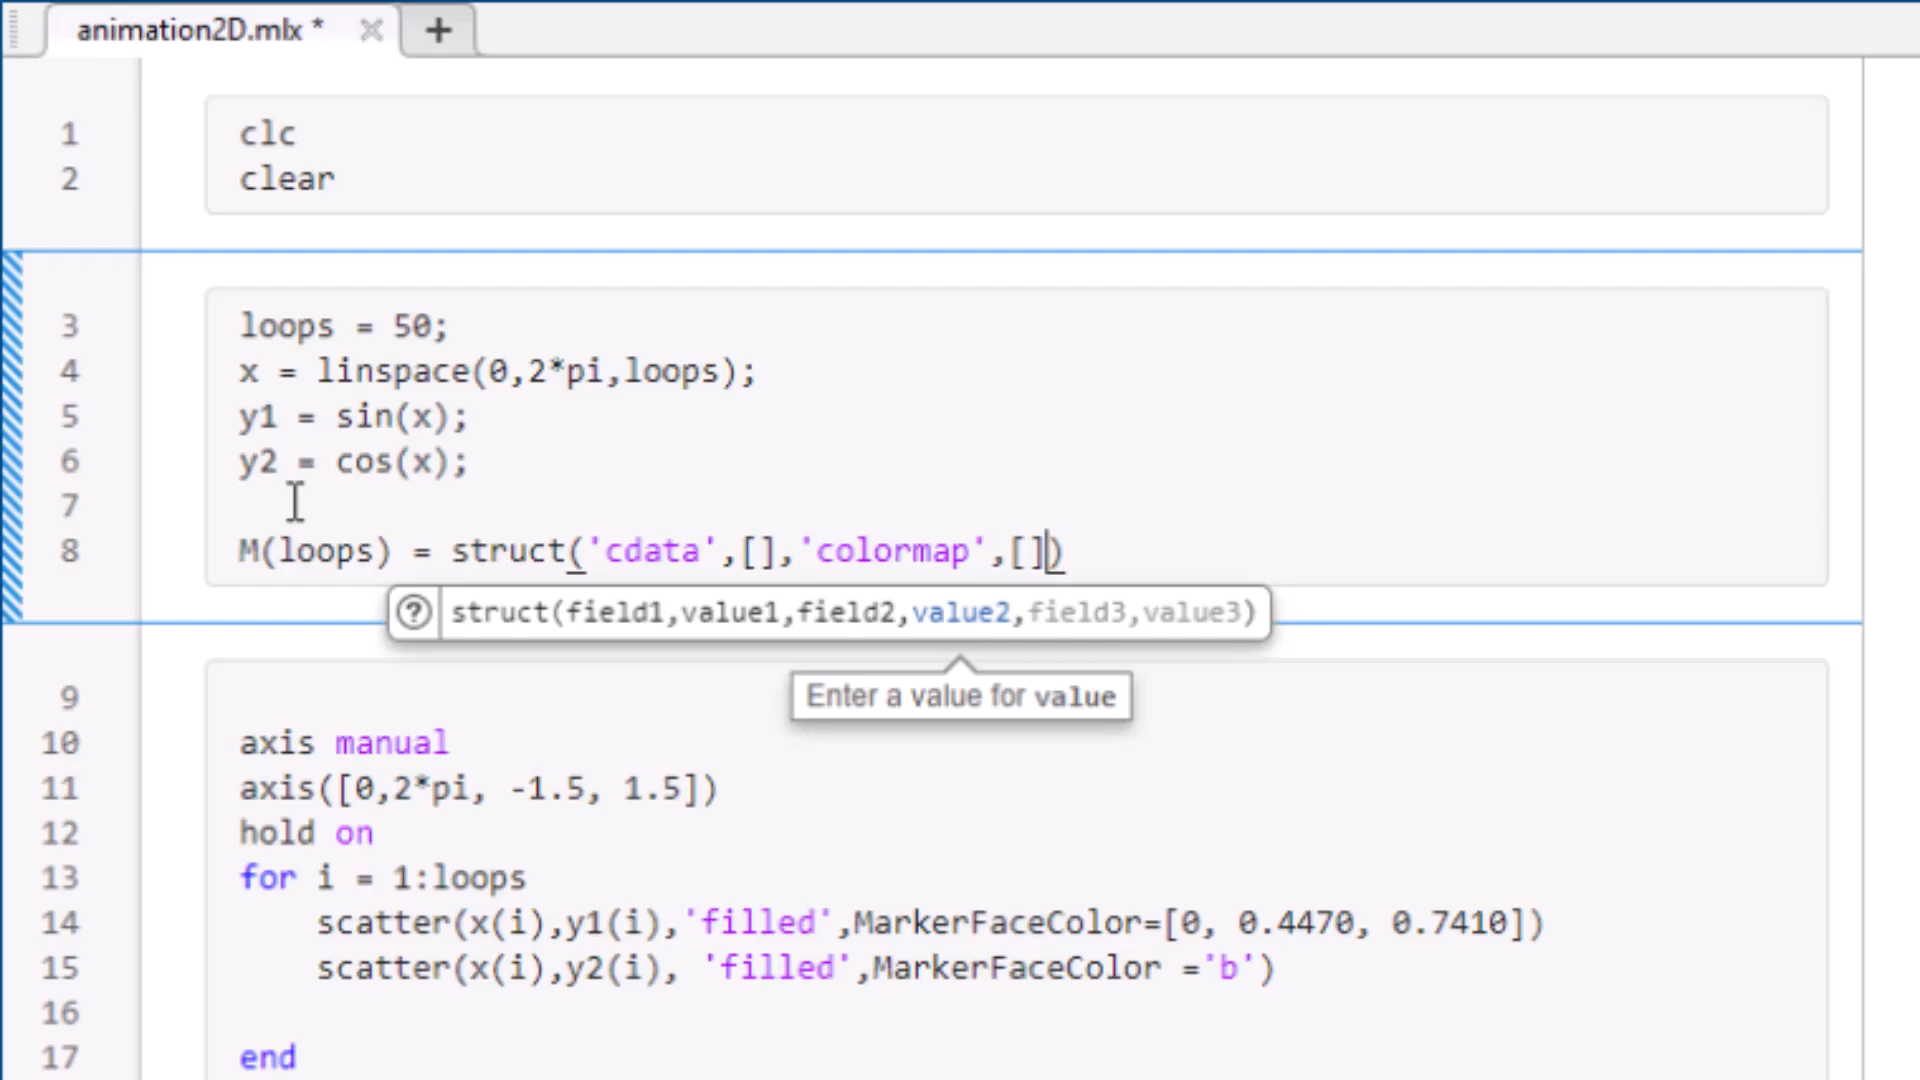 animation2D.mlx *
1 clc
2 clear
3 loops = 50;
4 x = linspace(0,2*pi,loops);
5 y1 = sin(x);
6 y2 = cos(x);
7
8 M(loops) = struct('cdata',[],'colormap',[])
struct(field1,value1,field2,value2,field3,value3)
Enter a value for value
9
10 axis manual
11 axis([0,2*pi, -1.5, 1.5])
12 hold on
13 for i = 1:loops
14     scatter(x(i),y1(i),'filled',MarkerFaceColor=[0, 0.4470, 0.7410])
15     scatter(x(i),y2(i), 'filled',MarkerFaceColor ='b')
16
17 end